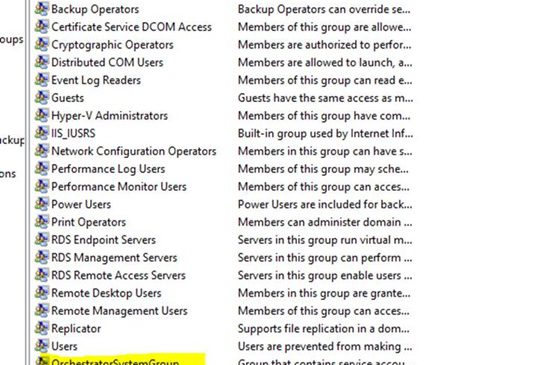 Backup Operators Backup Operators can override se...
Certificate Service DCOM Access Members of this group are allowe...
oups Cryptographic Operators Members are authorized to perfor...
Distributed COM Users Members are allowed to launch, a...
Event Log Readers Members of this group can read e...
Guests Guests have the same access as m...
Hyper-V Administrators Members of this group have com...
IIS_IUSRS Built-in group used by Internet Inf...
ackup Network Configuration Operators Members in this group can have s...
Performance Log Users Members of this group may sche...
ons Performance Monitor Users Members of this group can acces...
Power Users Power Users are included for back...
Print Operators Members can administer domain ...
RDS Endpoint Servers Servers in this group run virtual m...
RDS Management Servers Servers in this group can perform ...
RDS Remote Access Servers Servers in this group enable users ...
Remote Desktop Users Members in this group are grante...
Remote Management Users Members of this group can acces...
Replicator Supports file replication in a dom...
Users Users are prevented from making ...
OrchestratorSystemGroup Group that contains service accou...